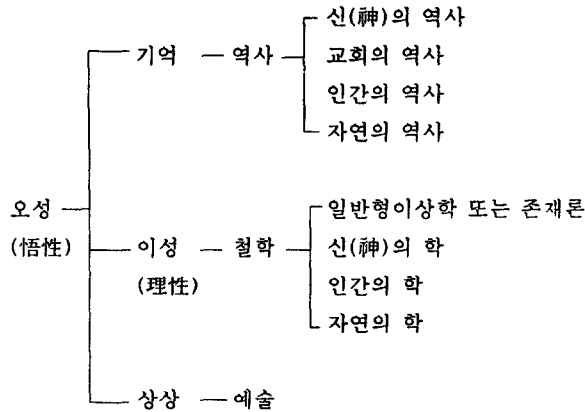 신(神)의 역사
기억 역사
교회의 역사
인간의 역사
자연의 역사
오성
(悟性)
일반형이상학 또는 존재론
이성 철학
(理性)
신(神)의 학
인간의 학
자연의 학
상상 예술